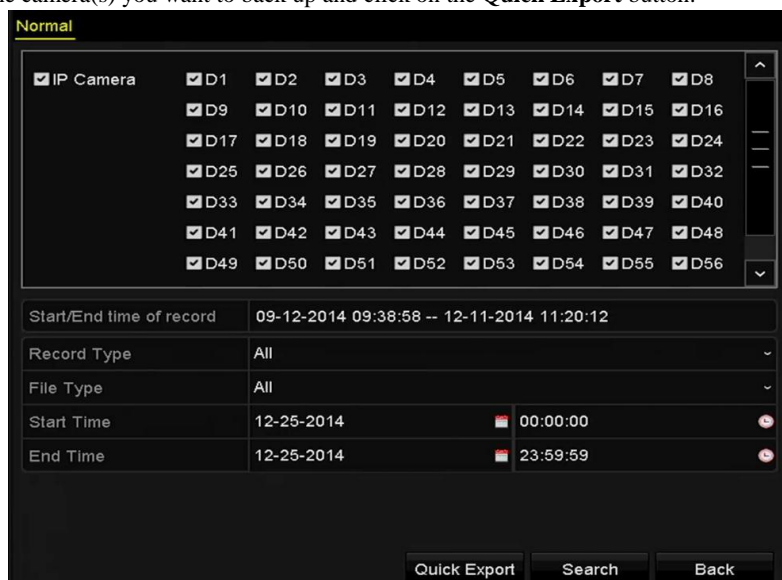 camera(s) you want to back up and click on the Quick Export button.
Normal
IP Camera D1 D2 D3 D4 D5 D6 D7 D8
D9 D10 D11 D12 D13 D14 D15 D16
D17 D18 D19 D20 D21 D22 D23 D24
D25 D26 D27 D28 D29 D30 D31 D32
D33 D34 D35 D36 D37 D38 D39 D40
D41 D42 D43 D44 D45 D46 D47 D48
D49 D50 D51 D52 D53 D54 D55 D56
Start/End time of record 09-12-2014 09:38:58 -- 12-11-2014 11:20:12
Record Type All
File Type All
Start Time 12-25-2014 00:00:00
End Time 12-25-2014 23:59:59
Quick Export Search Back